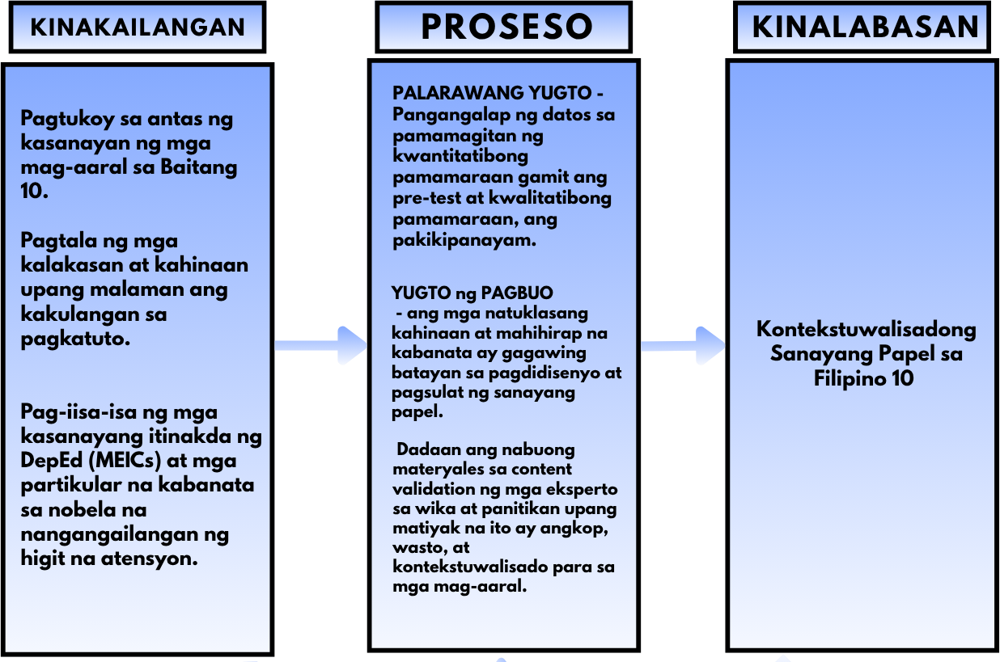 KINAKAILANGAN
Pagtukoy sa antas ng
kasanayan ng mga
mag-aaral sa Baitang
10.
Pagtala ng mga
kalakasan at kahinaan
upang malaman ang
kakulangan sa
pagkatuto.
Pag-iisa-isa ng mga
kasanayang itinakda ng
DepEd (MEICs) at mga
partikular na kabanata
sa nobela na
nangangailangan ng
higit na atensyon.
PROSESO
PALARAWANG YUGTO -
Pangangalap ng datos sa
pamamagitan ng
kwantitatibong
pamamaraan gamit ang
pre-test at kwalitatibong
pamamaraan, ang
pakikipanayam.
YUGTO ng PAGBUO
- ang mga natuklasang
kahinaan at mahihirap na
kabanata ay gagawing
batayan sa pagdidisenyo at
pagsulat ng sanayang
papel.
Dadaan ang nabuong
materyales sa content
validation ng mga eksperto
sa wika at panitikan upang
matiyak na ito ay angkop,
wasto, at
kontekstuwalisado para sa
mga mag-aaral.
KINALABASAN
Kontekstuwalisadong
Sanayang Papel sa
Filipino 10